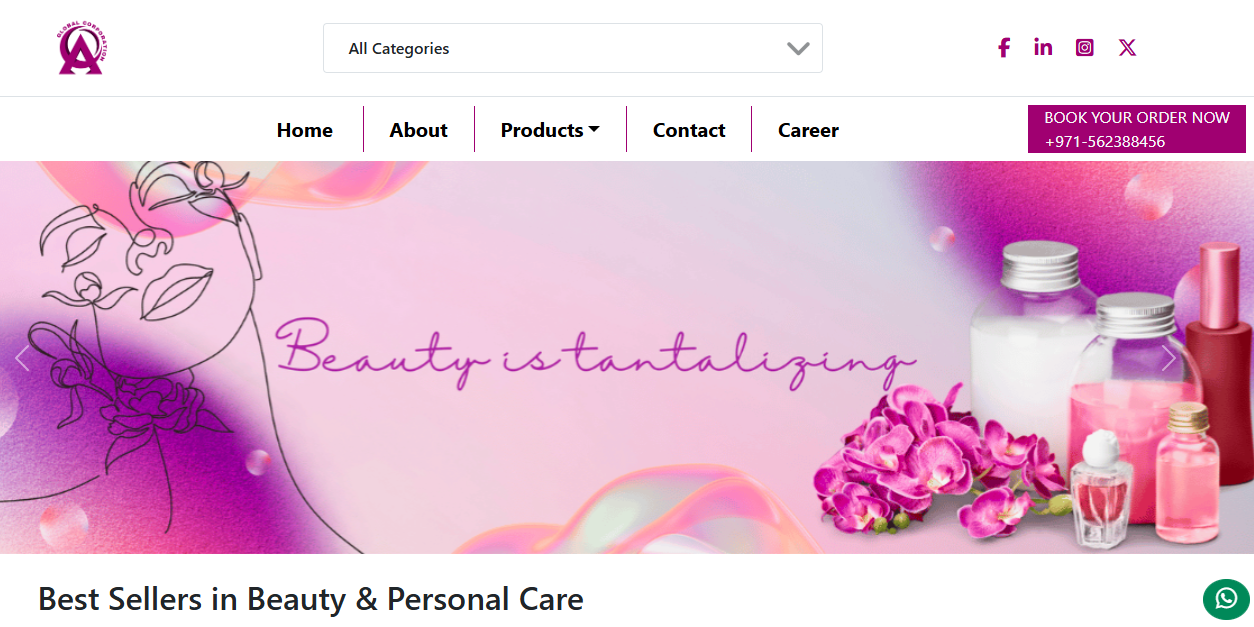 GLOBAL CORPORATION
All Categories
Home
About
Products
Contact
Career
BOOK YOUR ORDER NOW
+971-562388456
Beauty is tantalizing
Best Sellers in Beauty & Personal Care